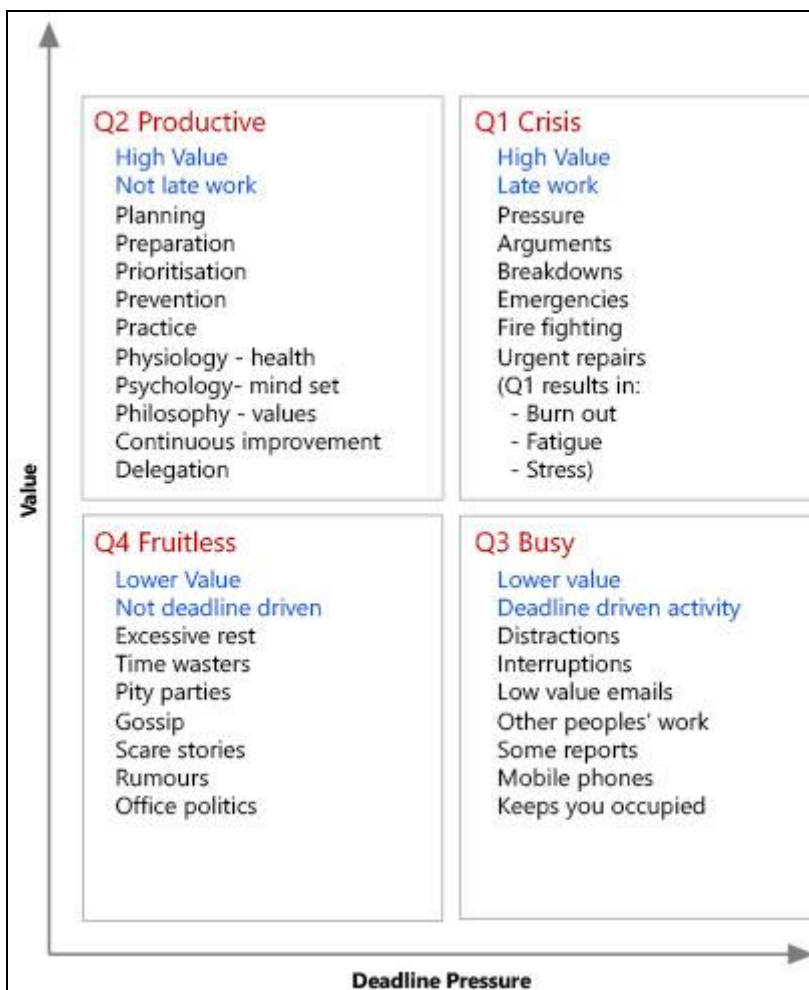 Q2 Productive
High Value
Not late work
Planning
Preparation
Prioritisation
Prevention
Practice
Physiology - health
Psychology- mind set
Philosophy - values
Continuous improvement
Delegation
Q1 Crisis
High Value
Late work
Pressure
Arguments
Breakdowns
Emergencies
Fire fighting
Urgent repairs
(Q1 results in:
- Burn out
- Fatigue
- Stress)
Value
Q4 Fruitless
Lower Value
Not deadline driven
Excessive rest
Time wasters
Pity parties
Gossip
Scare stories
Rumours
Office politics
Q3 Busy
Lower value
Deadline driven activity
Distractions
Interruptions
Low value emails
Other peoples' work
Some reports
Mobile phones
Keeps you occupied
Deadline Pressure